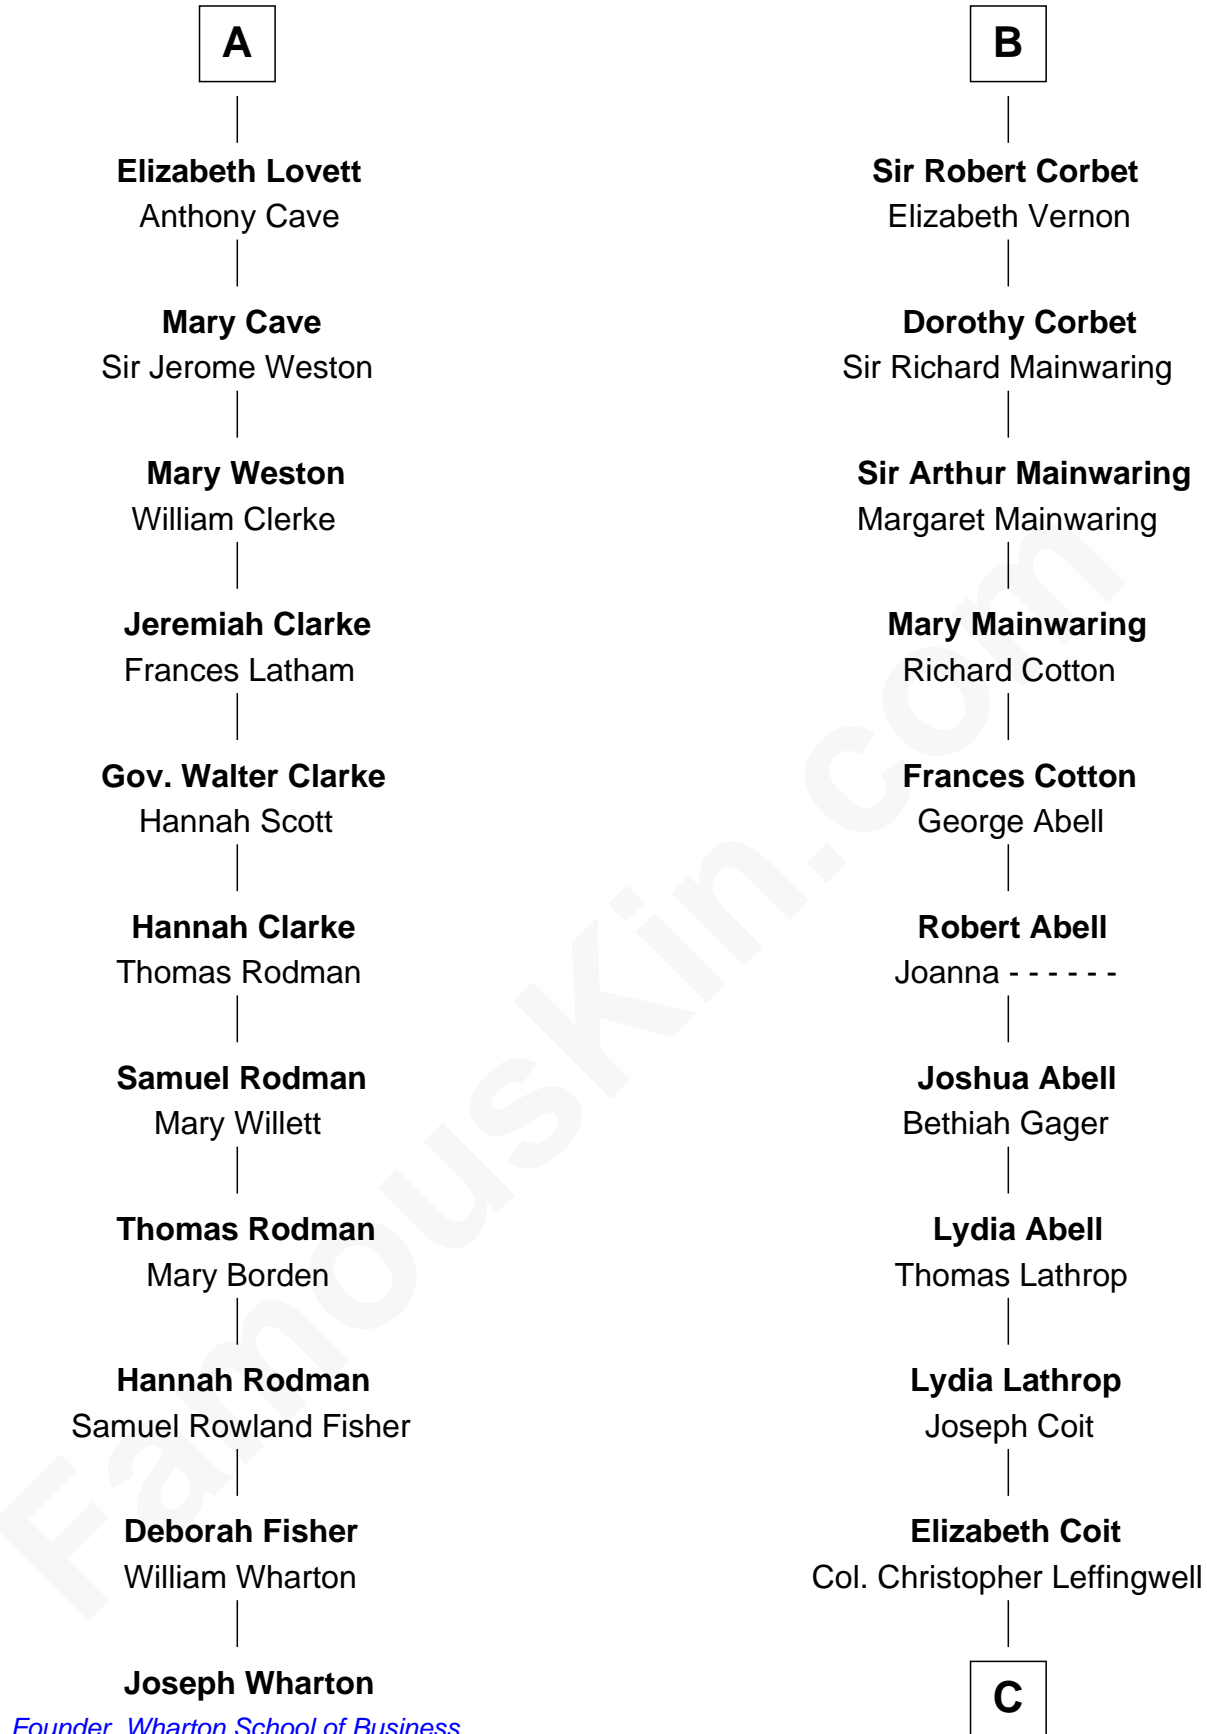 A
Elizabeth Lovett
Anthony Cave
Mary Cave
Sir Jerome Weston
Mary Weston
William Clerke
Jeremiah Clarke
Frances Latham
Gov. Walter Clarke
Hannah Scott
Hannah Clarke
Thomas Rodman
Samuel Rodman
Mary Willett
Thomas Rodman
Mary Borden
Hannah Rodman
Samuel Rowland Fisher
Deborah Fisher
William Wharton
Joseph Wharton
Founder, Wharton School of Business
B
Sir Robert Corbet
Elizabeth Vernon
Dorothy Corbet
Sir Richard Mainwaring
Sir Arthur Mainwaring
Margaret Mainwaring
Mary Mainwaring
Richard Cotton
Frances Cotton
George Abell
Robert Abell
Joanna - - - - - -
Joshua Abell
Bethiah Gager
Lydia Abell
Thomas Lathrop
Lydia Lathrop
Joseph Coit
Elizabeth Coit
Col. Christopher Leffingwell
C
FamousKin.com